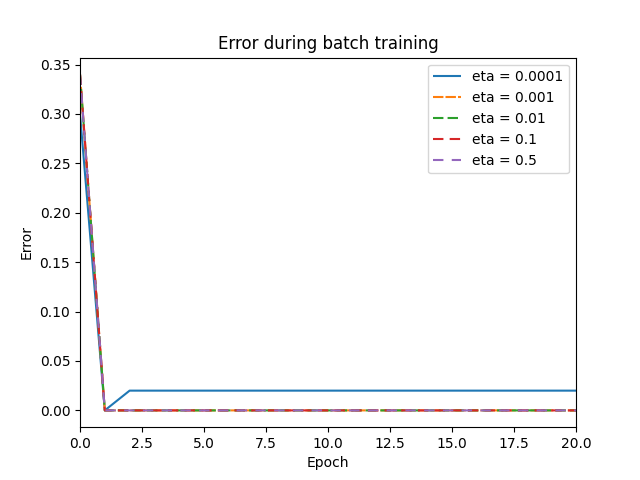 Error during batch training
0.35
0.30
0.25
0.20
0.15
0.10
0.05
0.00
Error
eta = 0.0001
eta = 0.001
eta = 0.01
eta = 0.1
eta = 0.5
0.0 2.5 5.0 7.5 10.0 12.5 15.0 17.5 20.0
Epoch